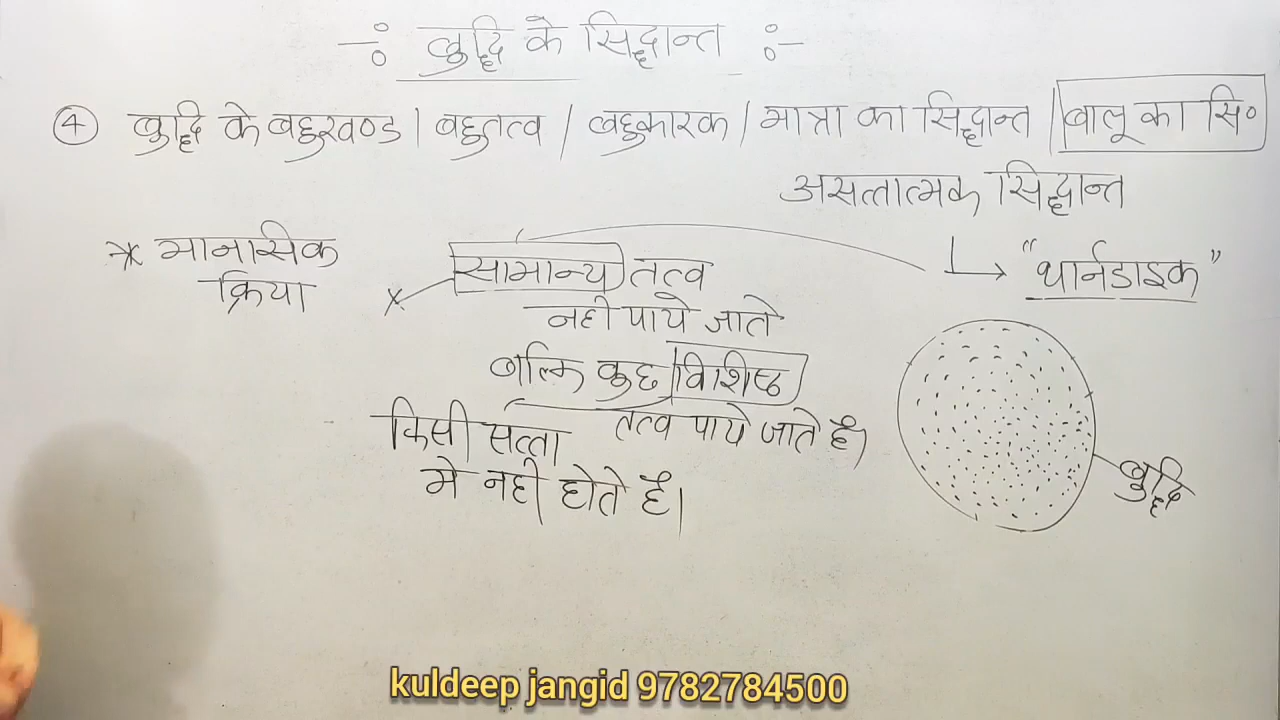 -: बुद्धि के सिद्धान्त :-
④ बुद्धि के बहुखण्ड / बहुतत्व / बहुकारक / मात्रा का सिद्धान्त / बालू का सि०
असत्तात्मक सिद्धान्त
* मानसिक
क्रिया
सामान्य तत्व
नही पाये जाते
बल्कि कुछ विशिष्ठ
तत्व पाये जाते है।
किसी सत्ता
मे नही होते है।
"थार्नडाइक"
बुद्धि
kuldeep jangid 9782784500